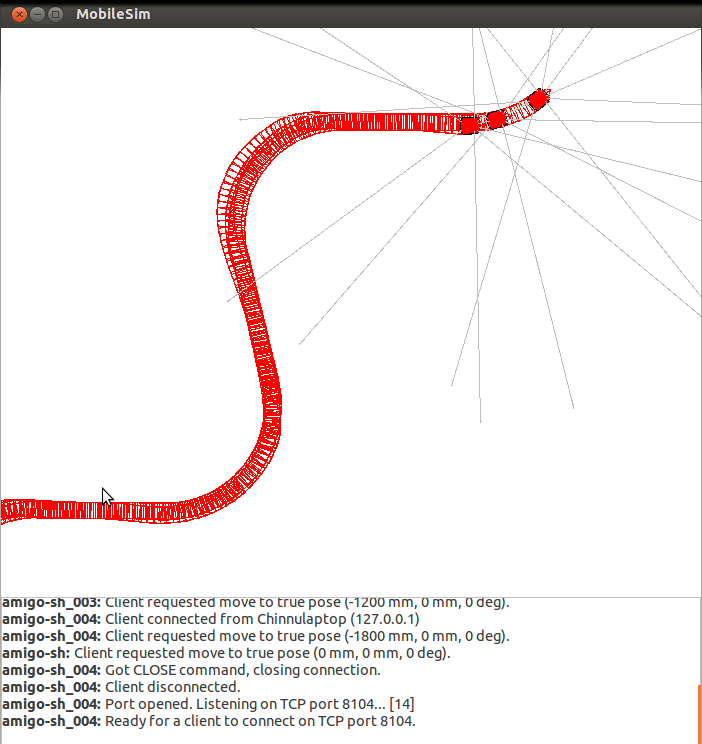 MobileSim
amigo-sh_003: Client requested move to true pose (-1200 mm, 0 mm, 0 deg).
amigo-sh_004: Client connected from Chinnulaptop (127.0.0.1)
amigo-sh_004: Client requested move to true pose (-1800 mm, 0 mm, 0 deg).
amigo-sh: Client requested move to true pose (0 mm, 0 mm, 0 deg).
amigo-sh_004: Got CLOSE command, closing connection.
amigo-sh_004: Client disconnected.
amigo-sh_004: Port opened. Listening on TCP port 8104... [14]
amigo-sh_004: Ready for a client to connect on TCP port 8104.